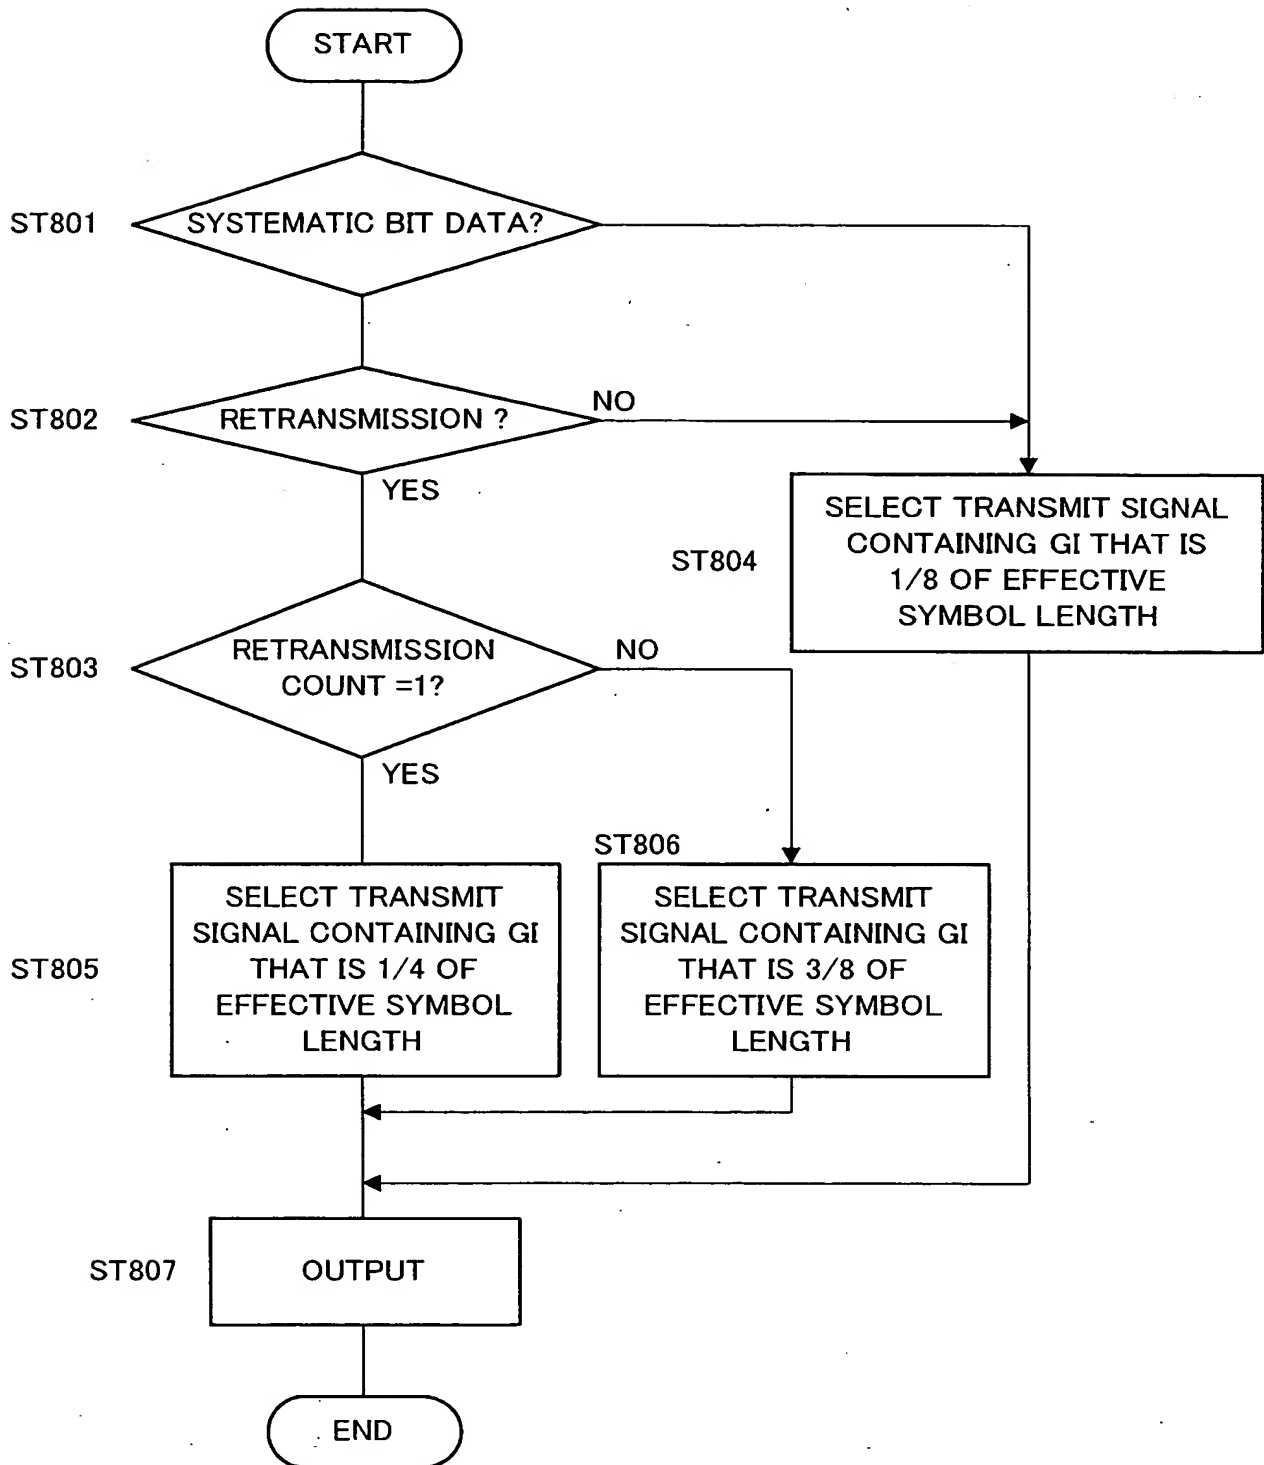 START
ST801
SYSTEMATIC BIT DATA?
ST802
RETRANSMISSION ?
NO
YES
ST804
SELECT TRANSMIT SIGNAL
CONTAINING GI THAT IS
1/8 OF EFFECTIVE
SYMBOL LENGTH
ST803
RETRANSMISSION
COUNT =1?
NO
YES
ST805
SELECT TRANSMIT
SIGNAL CONTAINING GI
THAT IS 1/4 OF
EFFECTIVE SYMBOL
LENGTH
ST806
SELECT TRANSMIT
SIGNAL CONTAINING GI
THAT IS 3/8 OF
EFFECTIVE SYMBOL
LENGTH
ST807
OUTPUT
END